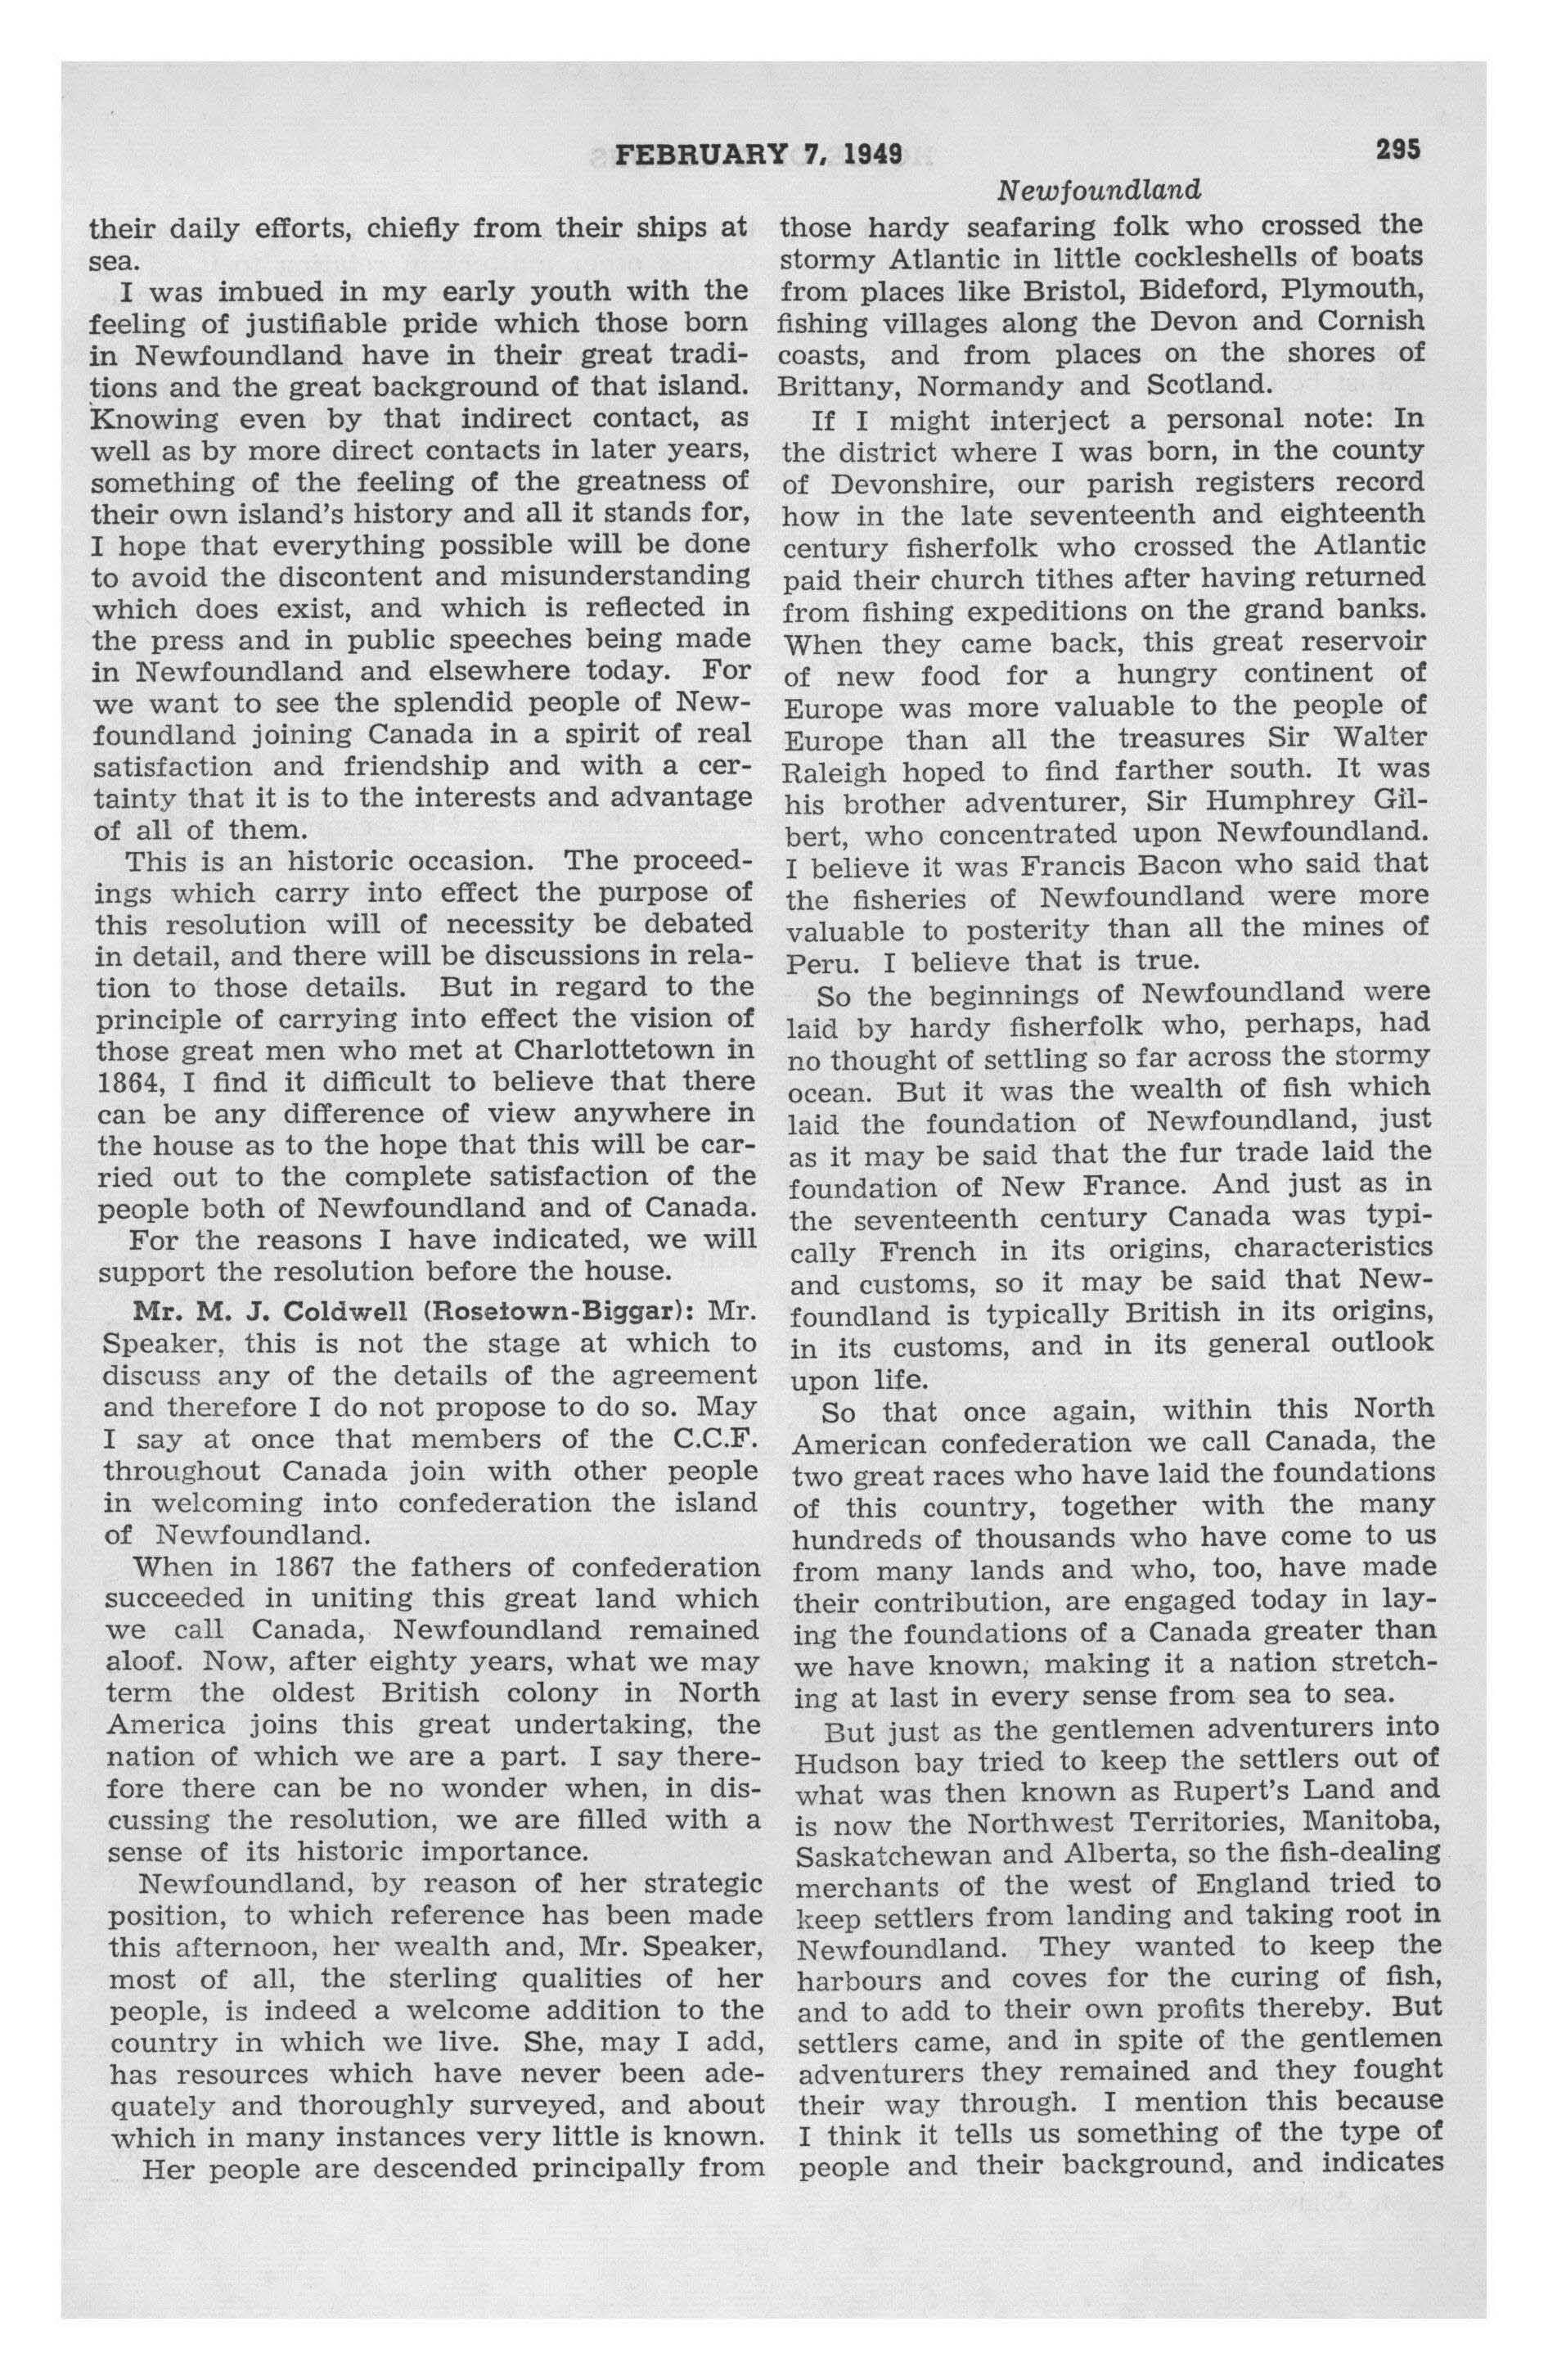 FEBRUARY 7, 1949
295
Newfoundland
their daily efforts, chiefly from their ships at
sea.
I was imbued in my early youth with the
feeling of justifiable pride which those born
in Newfoundland have in their great tradi-
tions and the great background of that island.
Knowing even by that indirect contact, as
well as by more direct contacts in later years,
something of the feeling of the greatness of
their own island's history and all it stands for,
I hope that everything possible will be done
to avoid the discontent and misunderstanding
which does exist, and which is reflected in
the press and in public speeches being made
in Newfoundland and elsewhere today. For
we want to see the splendid people of New-
foundland joining Canada in a spirit of real
satisfaction and friendship and with a cer-
tainty that it is to the interests and advantage
of all of them.
This is an historic occasion. The proceed-
ings which carry into effect the purpose of
this resolution will of necessity be debated
in detail, and there will be discussions in rela-
tion to those details. But in regard to the
principle of carrying into effect the vision of
those great men who met at Charlottetown in
1864, I find it difficult to believe that there
can be any difference of view anywhere in
the house as to the hope that this will be car-
ried out to the complete satisfaction of the
people both of Newfoundland and of Canada.
For the reasons I have indicated, we will
support the resolution before the house.
Mr. M. J. Coldwell (Rosetown-Biggar): Mr.
Speaker, this is not the stage at which to
discuss any of the details of the agreement
and therefore I do not propose to do so. May
I say at once that members of the C.C.F.
throughout Canada join with other people
in welcoming into confederation the island
of Newfoundland.
When in 1867 the fathers of confederation
succeeded in uniting this great land which
we call Canada, Newfoundland remained
aloof. Now, after eighty years, what we may
term the oldest British colony in North
America joins this great undertaking, the
nation of which we are a part. I say there-
fore there can be no wonder when, in dis-
cussing the resolution, we are filled with a
sense of its historic importance.
Newfoundland, by reason of her strategic
position, to which reference has been made
this afternoon, her wealth and, Mr. Speaker,
most of all, the sterling qualities of her
people, is indeed a welcome addition to the
country in which we live. She, may I add,
has resources which have never been ade-
quately and thoroughly surveyed, and about
which in many instances very little is known.
Her people are descended principally from
those hardy seafaring folk who crossed the
stormy Atlantic in little cockleshells of boats
from places like Bristol, Bideford, Plymouth,
fishing villages along the Devon and Cornish
coasts, and from places on the shores of
Brittany, Normandy and Scotland.
If I might interject a personal note: In
the district where I was born, in the county
of Devonshire, our parish registers record
how in the late seventeenth and eighteenth
century fisherfolk who crossed the Atlantic
paid their church tithes after having returned
from fishing expeditions on the grand banks.
When they came back, this great reservoir
of new food for a hungry continent of
Europe was more valuable to the people of
Europe than all the treasures Sir Walter
Raleigh hoped to find farther south. It was
his brother adventurer, Sir Humphrey Gil-
bert, who concentrated upon Newfoundland.
I believe it was Francis Bacon who said that
the fisheries of Newfoundland were more
valuable to posterity than all the mines of
Peru. I believe that is true.
So the beginnings of Newfoundland were
laid by hardy fisherfolk who, perhaps, had
no thought of settling so far across the stormy
ocean. But it was the wealth of fish which
laid the foundation of Newfoundland, just
as it may be said that the fur trade laid the
foundation of New France. And just as in
the seventeenth century Canada was typi-
cally French in its origins, characteristics
and customs, so it may be said that New-
foundland is typically British in its origins,
in its customs, and in its general outlook
upon life.
So that once again, within this North
American confederation we call Canada, the
two great races who have laid the foundations
of this country, together with the many
hundreds of thousands who have come to us
from many lands and who, too, have made
their contribution, are engaged today in lay-
ing the foundations of a Canada greater than
we have known, making it a nation stretch-
ing at last in every sense from sea to sea.
But just as the gentlemen adventurers into
Hudson bay tried to keep the settlers out of
what was then known as Rupert's Land and
is now the Northwest Territories, Manitoba,
Saskatchewan and Alberta, so the fish-dealing
merchants of the west of England tried to
keep settlers from landing and taking root in
Newfoundland. They wanted to keep the
harbours and coves for the curing of fish,
and to add to their own profits thereby. But
settlers came, and in spite of the gentlemen
adventurers they remained and they fought
their way through. I mention this because
I think it tells us something of the type of
people and their background, and indicates